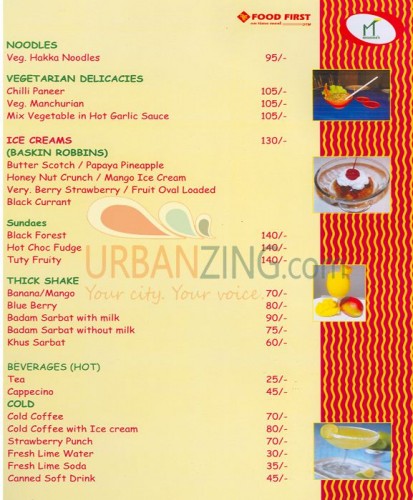 FOOD FIRST
NOODLES
Veg. Hakka Noodles 95/-
VEGETARIAN DELICACIES
Chilli Paneer 105/-
Veg. Manchurian 105/-
Mix Vegetable in Hot Garlic Sauce 105/-
ICE CREAMS 130/-
(BASKIN ROBBINS)
Butter Scotch / Papaya Pineapple
Honey Nut Crunch / Mango Ice Cream
Very. Berry Strawberry / Fruit Oval Loaded
Black Currant
Sundaes
Black Forest 140/-
Hot Choc Fudge 140/-
Tuty Fruity 140/-
URBANZING.com
Your city. Your voice.
THICK SHAKE
Banana/Mango 70/-
Blue Berry 80/-
Badam Sarbat with milk 90/-
Badam Sarbat without milk 75/-
Khus Sarbat 60/-
BEVERAGES (HOT)
Tea 25/-
Cappecino 45/-
COLD
Cold Coffee 70/-
Cold Coffee with Ice cream 80/-
Strawberry Punch 70/-
Fresh Lime Water 30/-
Fresh Lime Soda 35/-
Canned Soft Drink 45/-